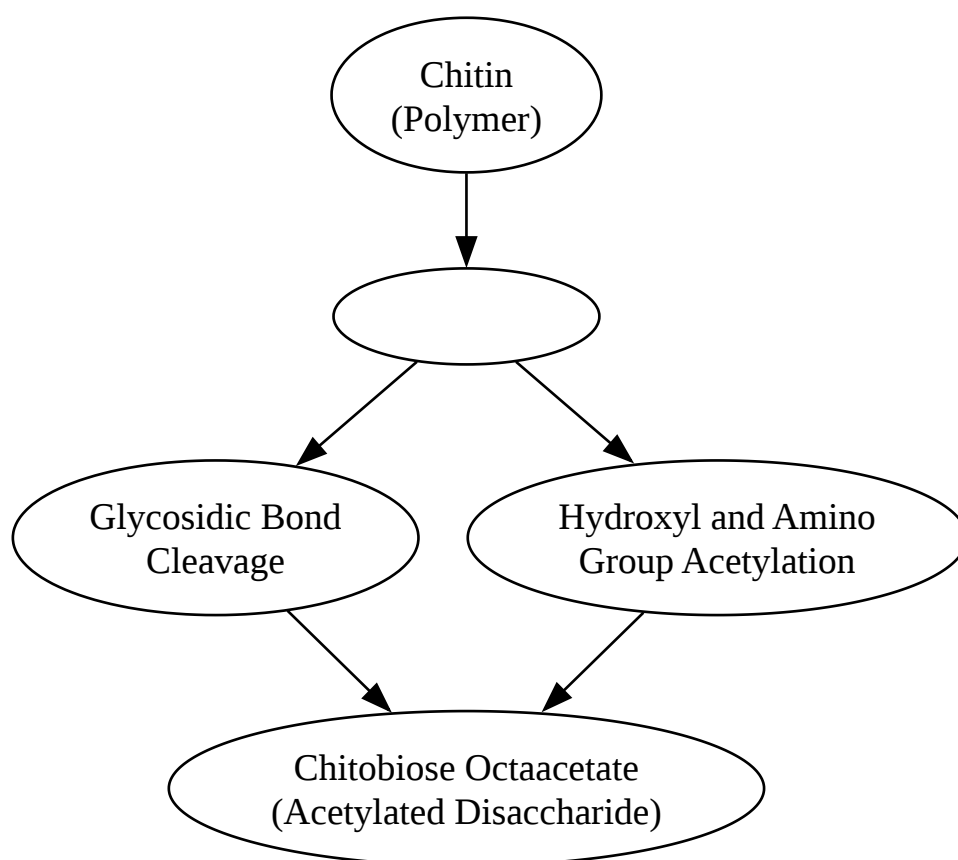 Chitin
(Polymer)
Glycosidic Bond
Cleavage
Hydroxyl and Amino
Group Acetylation
Chitobiose Octaacetate
(Acetylated Disaccharide)